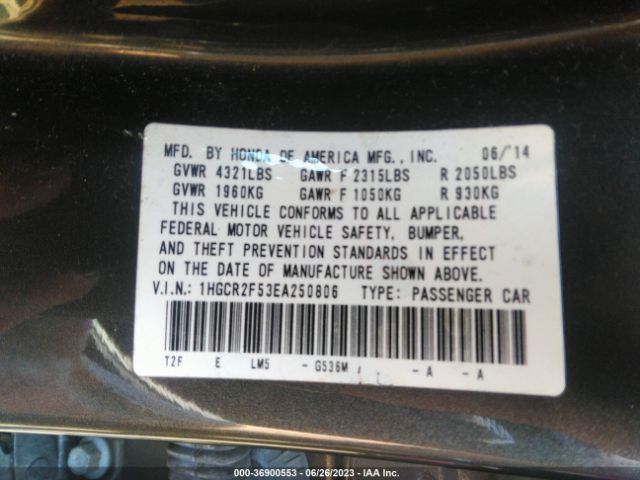 MFD. BY HONDA OF AMERICA MFG., INC. 06/'14
GVWR 4321LBS GAWR F 2315LBS R 2050LBS
GVWR 1960KG GAWR F 1050KG R 930KG
THIS VEHICLE CONFORMS TO ALL APPLICABLE
FEDERAL MOTOR VEHICLE SAFETY, BUMPER,
AND THEFT PREVENTION STANDARDS IN EFFECT
ON THE DATE OF MANUFACTURE SHOWN ABOVE.
V.I.N.: 1HGCR2F53EA250806 TYPE: PASSENGER CAR
T2F E LM5 - G536M - A - A
000-36900553 - 06/26/2023 - IAA Inc.